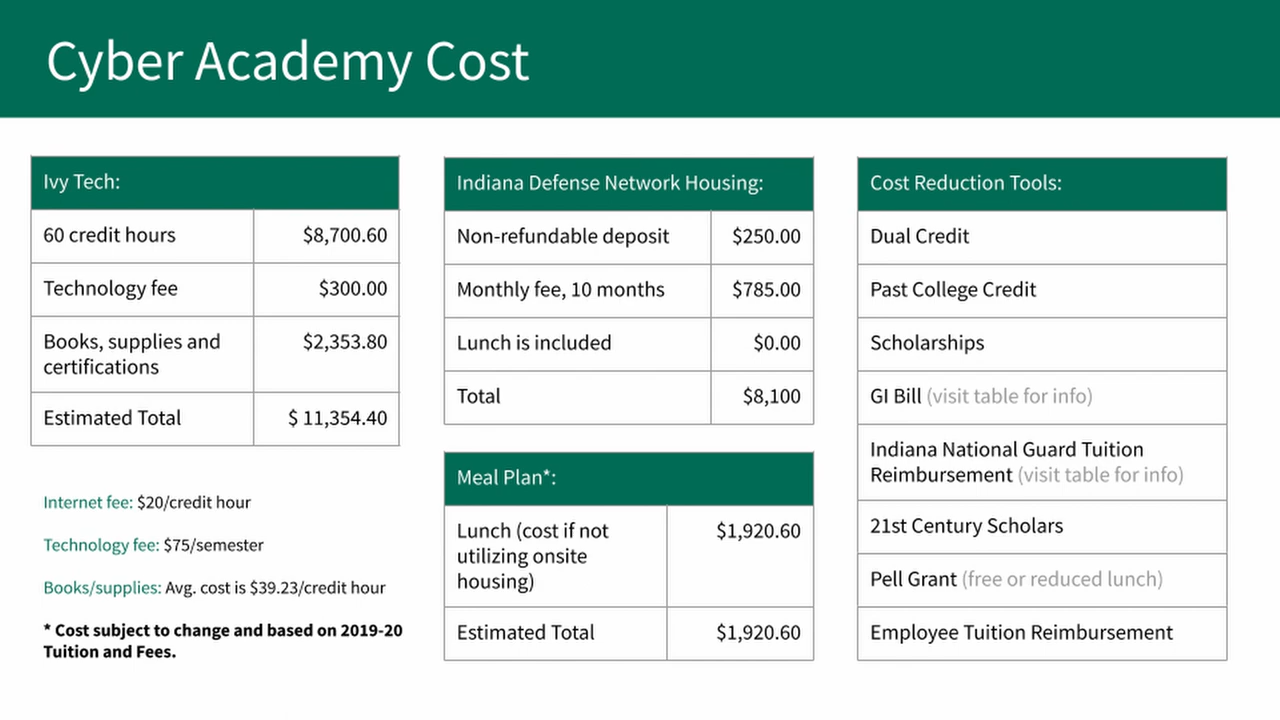 Cyber Academy Cost
Ivy Tech:
60 credit hours $8,700.60
Technology fee $300.00
Books, supplies and $2,353.80
certifications
Estimated Total $ 11,354.40
Internet fee: $20/credit hour
Technology fee: $75/semester
Books/supplies: Avg. cost is $39.23/credit hour
* Cost subject to change and based on 2019-20
Tuition and Fees.
Indiana Defense Network Housing:
Non-refundable deposit $250.00
Monthly fee, 10 months $785.00
Lunch is included $0.00
Total $8,100
Meal Plan*:
Lunch (cost if not $1,920.60
utilizing onsite
housing)
Estimated Total $1,920.60
Cost Reduction Tools:
Dual Credit
Past College Credit
Scholarships
GI Bill (visit table for info)
Indiana National Guard Tuition
Reimbursement (visit table for info)
21st Century Scholars
Pell Grant (free or reduced lunch)
Employee Tuition Reimbursement